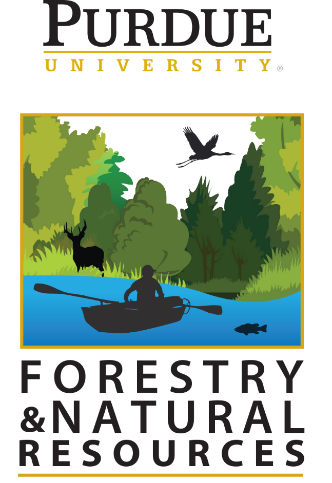 PURDUE
UNIVERSITY®
FORESTRY
&NATURAL
RESOURCES